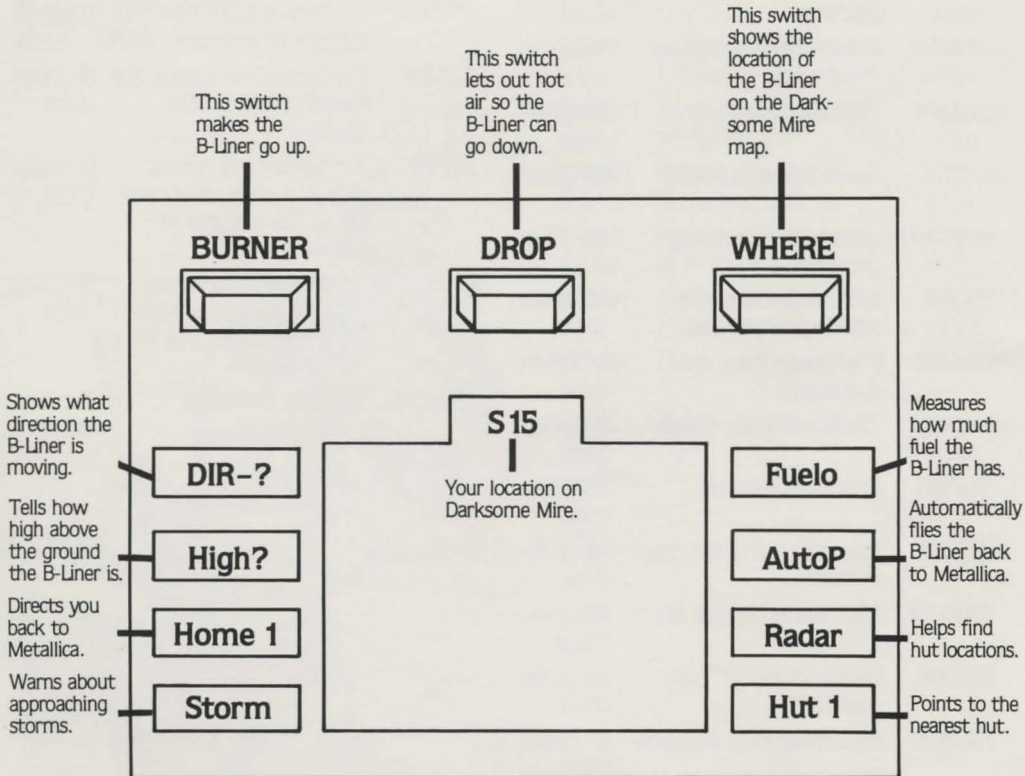 This switch
makes the
B-Liner go up.
This switch
lets out hot
air so the
B-Liner can
go down.
This switch
shows the
location of
the B-Liner
on the Dark-
some Mire
map.
BURNER
DROP
WHERE
Shows what
direction the
B-Liner is
moving.
DIR-?
Tells how
high above
the ground
the B-Liner is.
High?
Directs you
back to
Metallica.
Home 1
Warns about
approaching
storms.
Storm
S 15
Your location on
Darksome Mire.
Fuelo
Measures
how much
fuel the
B-Liner has.
AutoP
Automatically
flies the
B-Liner back
to Metallica.
Radar
Helps find
hut locations.
Hut 1
Points to the
nearest hut.